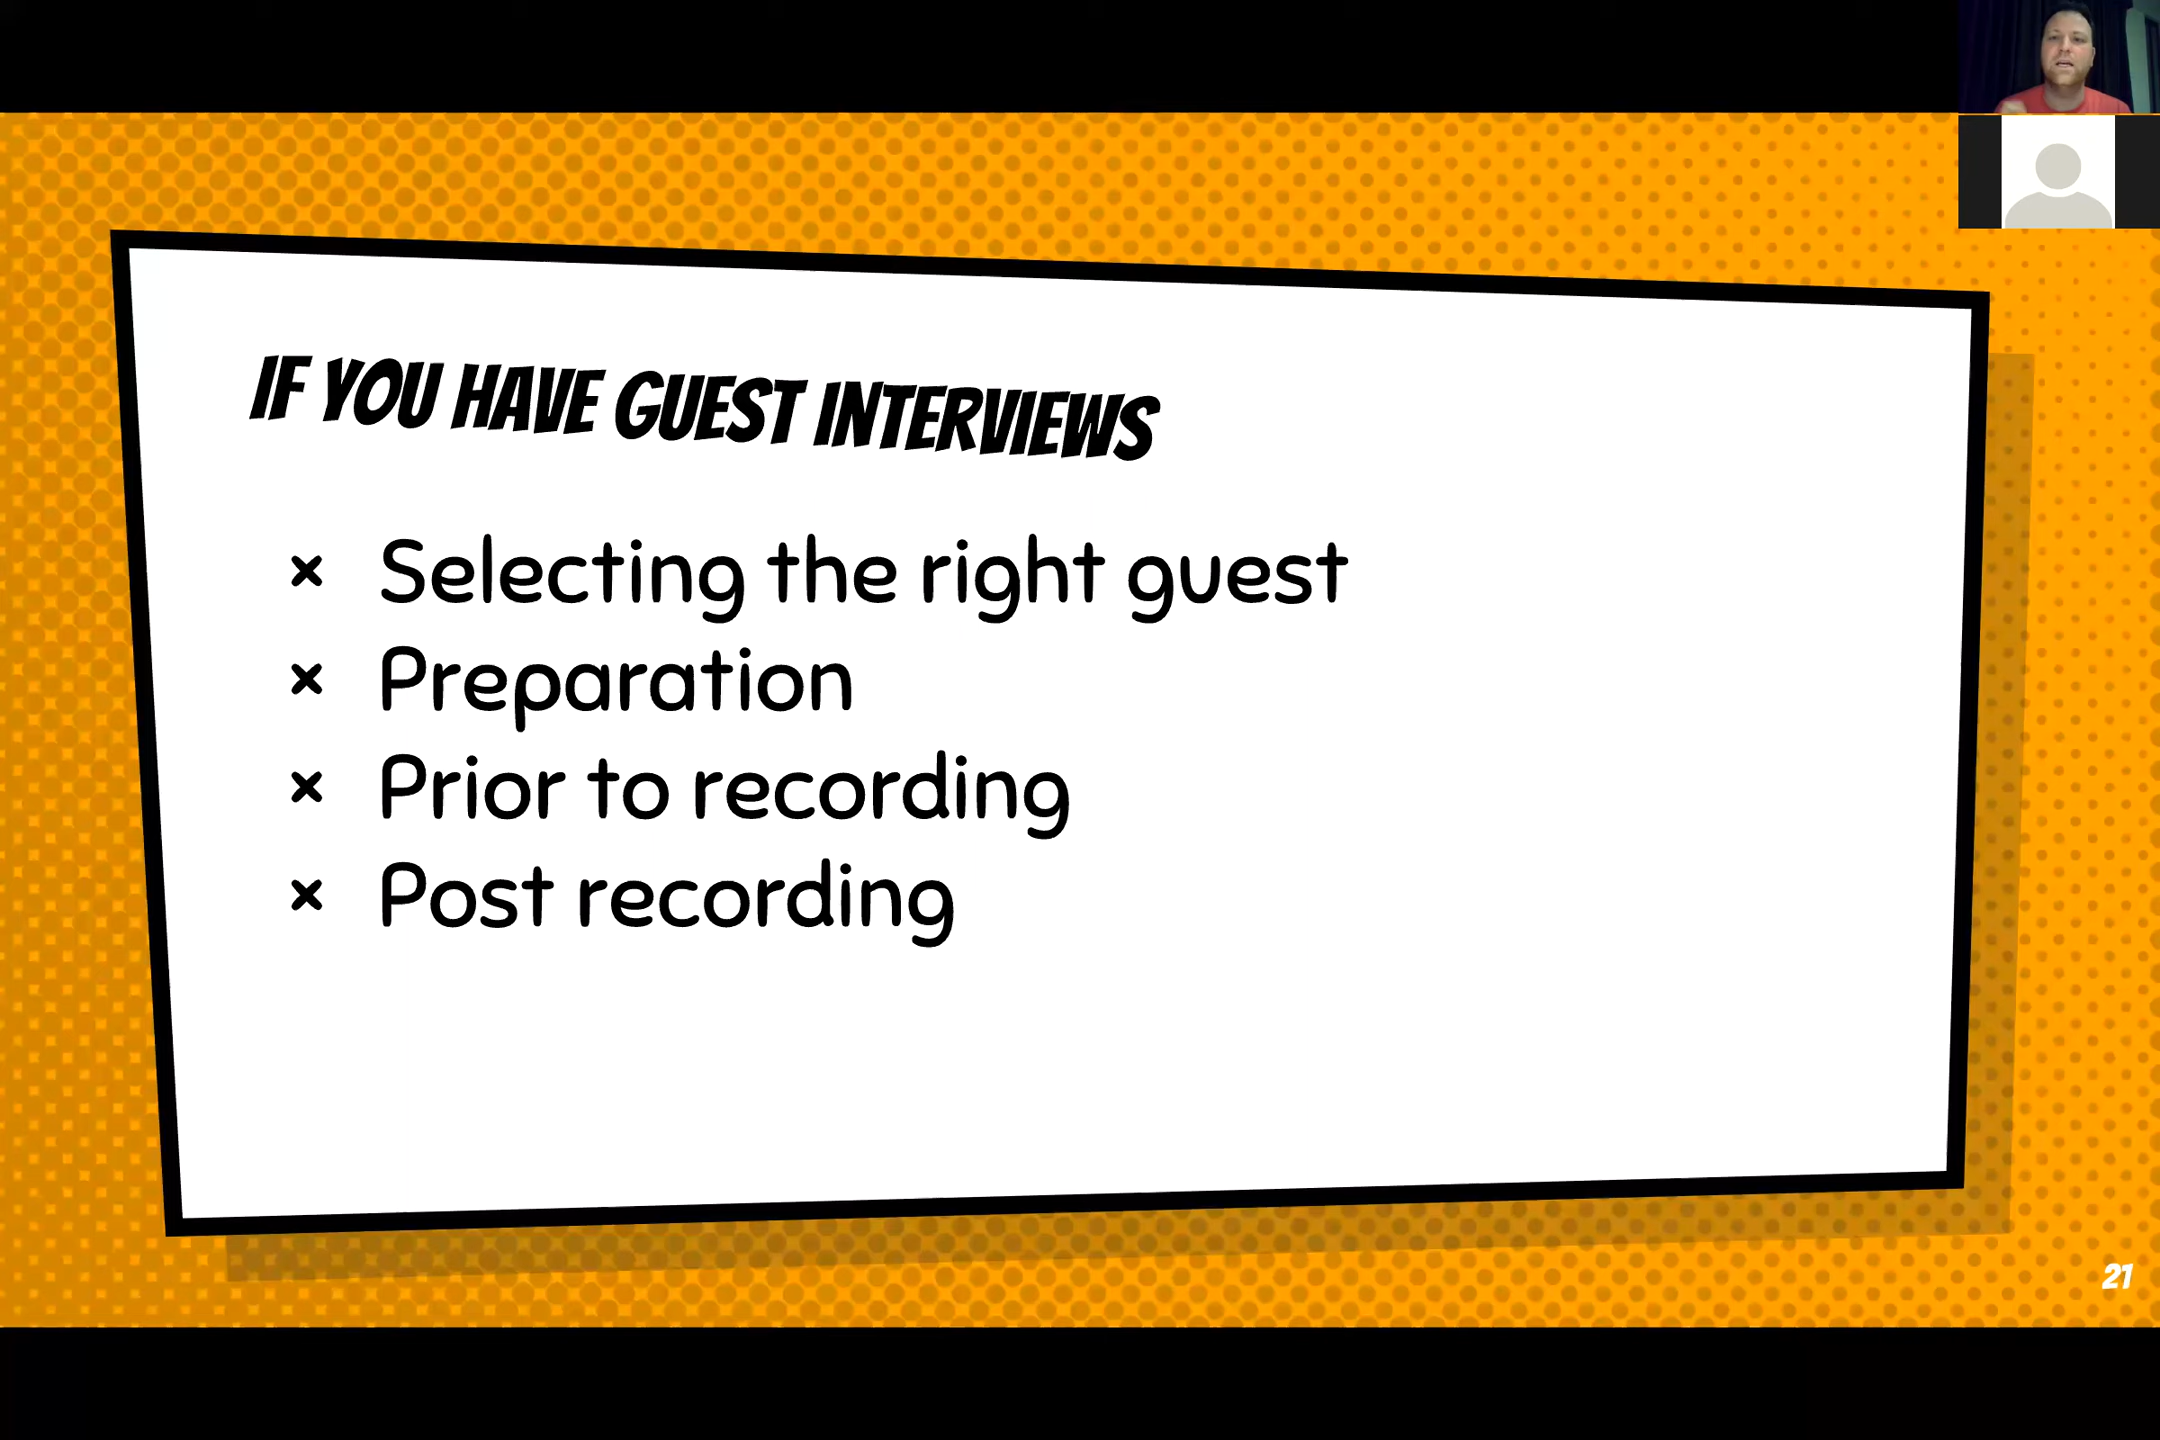 IF YOU HAVE GUEST INTERVIEWS
× Selecting the right guest
× Preparation
× Prior to recording
× Post recording
21